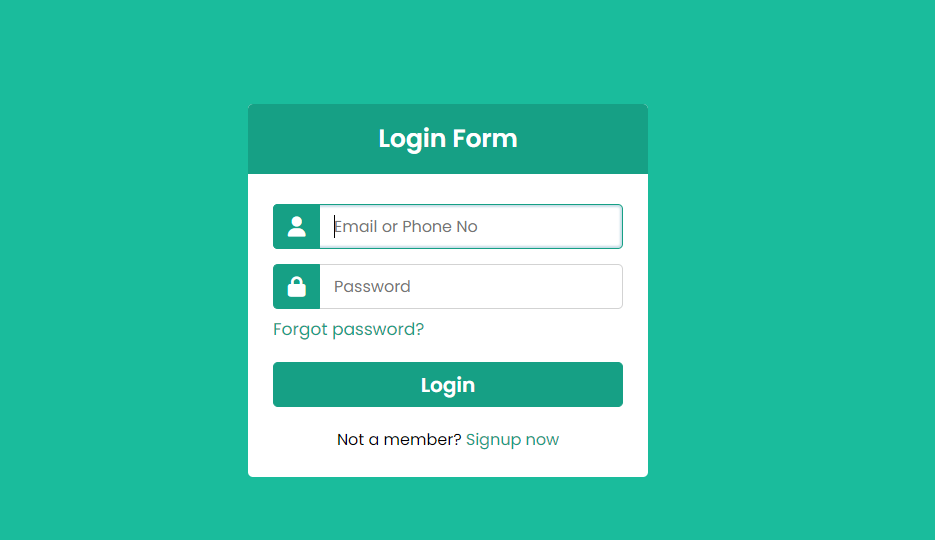 Login Form
Email or Phone No
Password
Forgot password?
Login
Not a member? Signup now